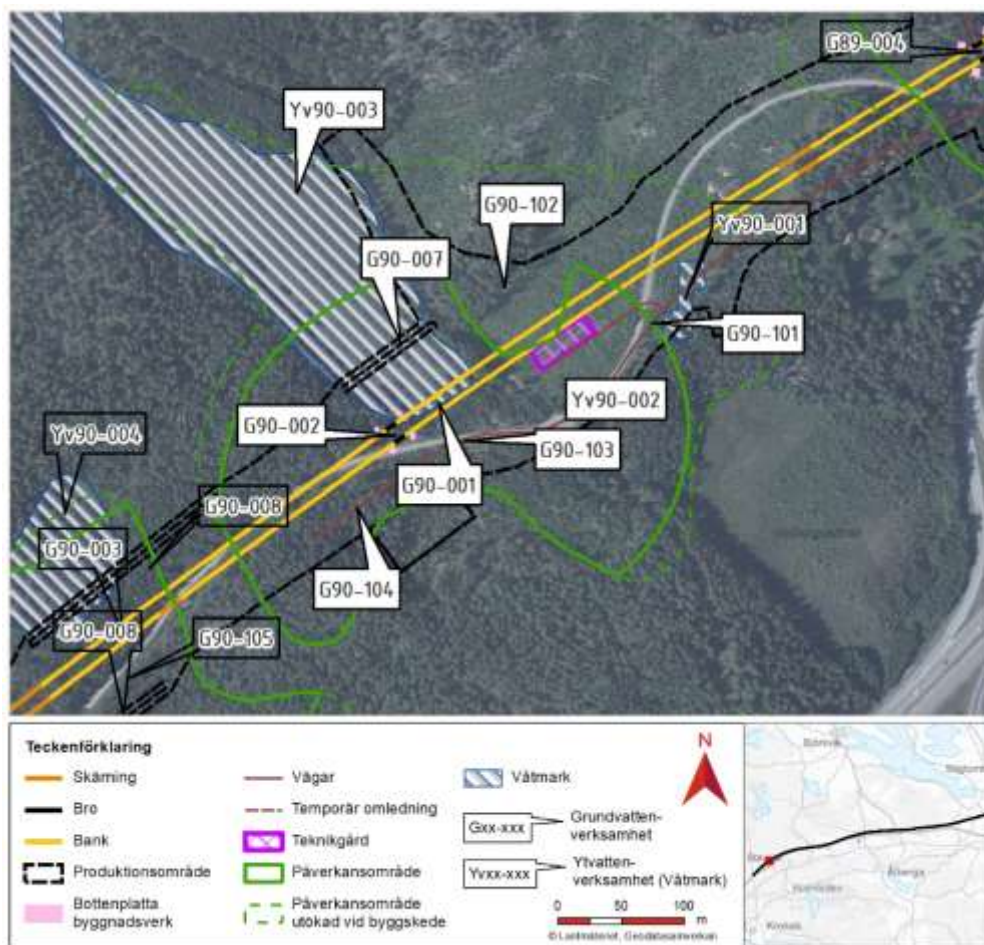 G89-004
Yv90-003
G90-102
Yv90-001
G90-007
G90-101
Yv90-002
G90-002
G90-103
Yv90-004
G90-001
G90-008
G90-003
G90-104
G90-008
G90-105
Teckenförklaring
Skärning
Bro
Bank
Produktionsområde
Bottenplatta
byggnadsverk
Vägar
Temporär omledning
Teknikgård
Påverkansområde
Påverkansområde
utökad vid byggskede
Våtmark
Gxx-xxx
Grundvatten-
verksamhet
Yvxx-xxx
Ytvatten-
verksamhet (Våtmark)
N
0 50 100
m
© Lantmäteriet, Geodatasamverkan